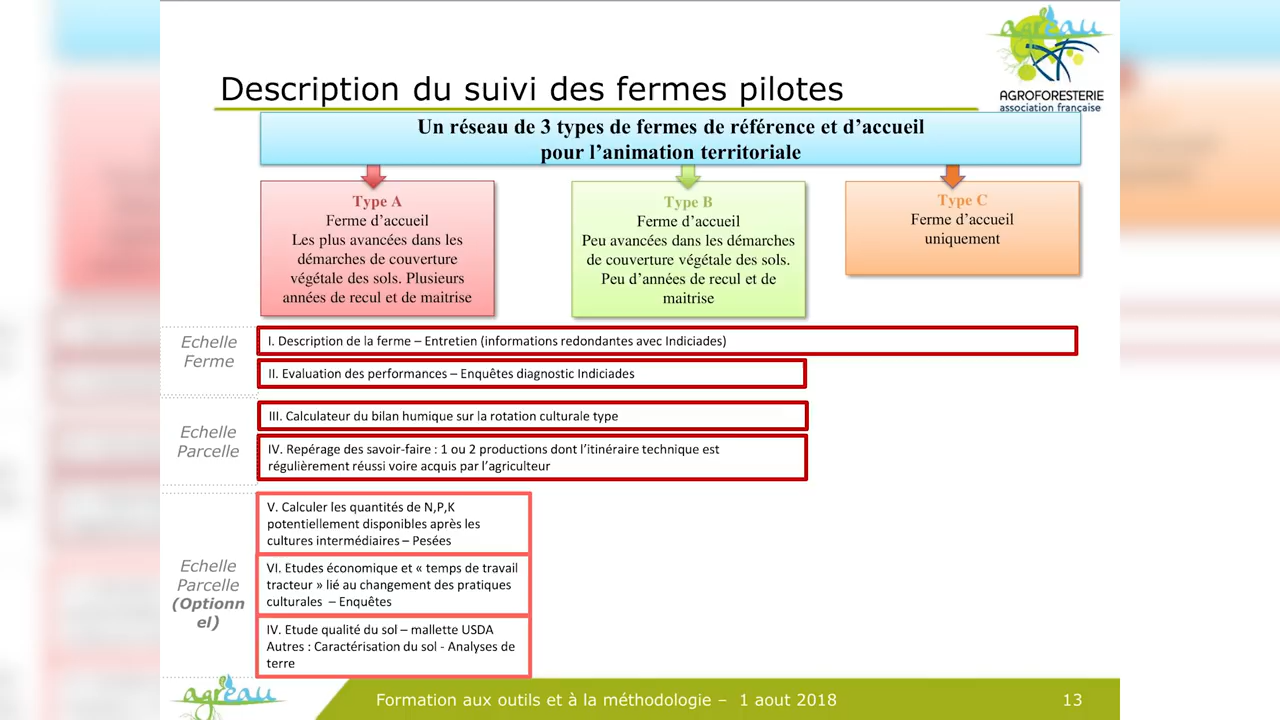 agreau
AGROFORESTERIE
association française
Description du suivi des fermes pilotes
Un réseau de 3 types de fermes de référence et d’accueil
pour l’animation territoriale
Type A
Ferme d’accueil
Les plus avancées dans les
démarches de couverture
végétale des sols. Plusieurs
années de recul et de maitrise
Type B
Ferme d’accueil
Peu avancées dans les démarches
de couverture végétale des sols.
Peu d’années de recul et de
maitrise
Type C
Ferme d’accueil
uniquement
Echelle
Ferme
I. Description de la ferme – Entretien (informations redondantes avec Indiciades)
II. Evaluation des performances – Enquêtes diagnostic Indiciades
Echelle
Parcelle
III. Calculateur du bilan humique sur la rotation culturale type
IV. Repérage des savoir-faire : 1 ou 2 productions dont l’itinéraire technique est
régulièrement réussi voire acquis par l’agriculteur
Echelle
Parcelle
(Optionn
el)
V. Calculer les quantités de N,P,K
potentiellement disponibles après les
cultures intermédiaires – Pesées
VI. Etudes économique et « temps de travail
tracteur » lié au changement des pratiques
culturales – Enquêtes
IV. Etude qualité du sol – mallette USDA
Autres : Caractérisation du sol - Analyses de
terre
agreau
Formation aux outils et à la méthodologie – 1 aout 2018
13